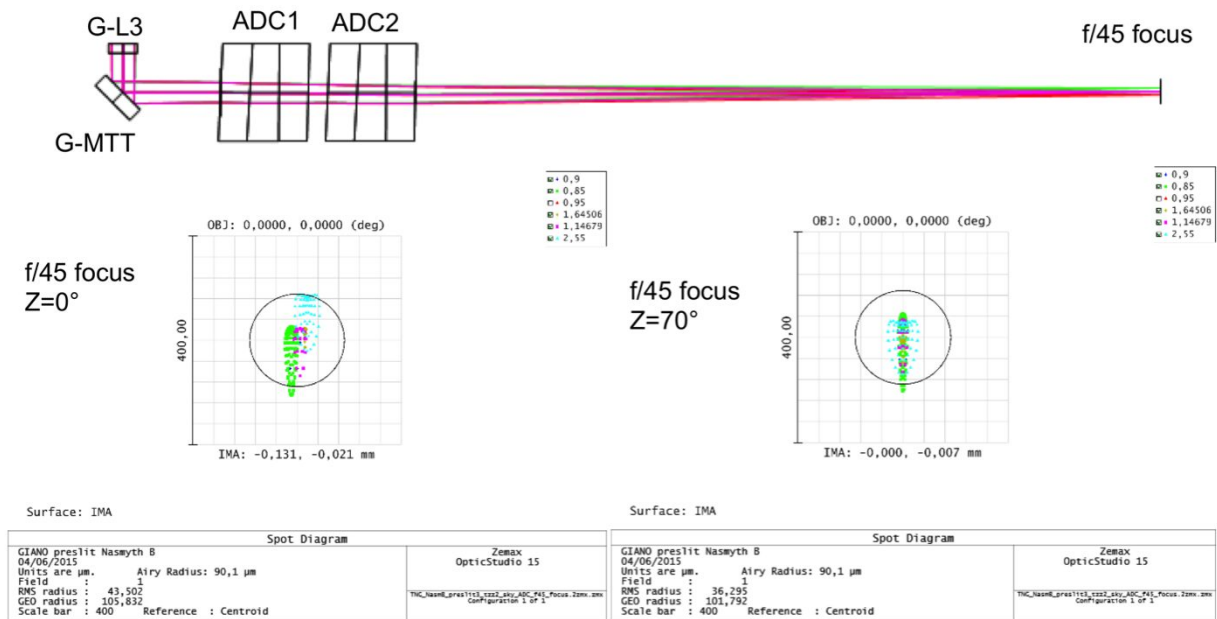 G-L3
ADC1
ADC2
f/45 focus
G-MTT
0,9
0,85
0,95
1,64506
1,14679
2,55
OBJ: 0,0000, 0,0000 (deg)
f/45 focus
Z=0°
400,00
IMA: -0,131, -0,021 mm
0,9
0,85
0,95
1,64506
1,14679
2,55
OBJ: 0,0000, 0,0000 (deg)
f/45 focus
Z=70°
400,00
IMA: -0,000, -0,007 mm
Surface: IMA
Spot Diagram
GIANO preslit Nasmyth B
04/06/2015
Units are µm. Airy Radius: 90,1 µm
Field : 1
RMS radius : 43,502
GEO radius : 105,832
Scale bar : 400 Reference : Centroid
Zemax
OpticStudio 15
Configuration 1 of 1
Surface: IMA
Spot Diagram
GIANO preslit Nasmyth B
04/06/2015
Units are µm. Airy Radius: 90,1 µm
Field : 1
RMS radius : 36,295
GEO radius : 101,792
Scale bar : 400 Reference : Centroid
Zemax
OpticStudio 15
Configuration 1 of 1